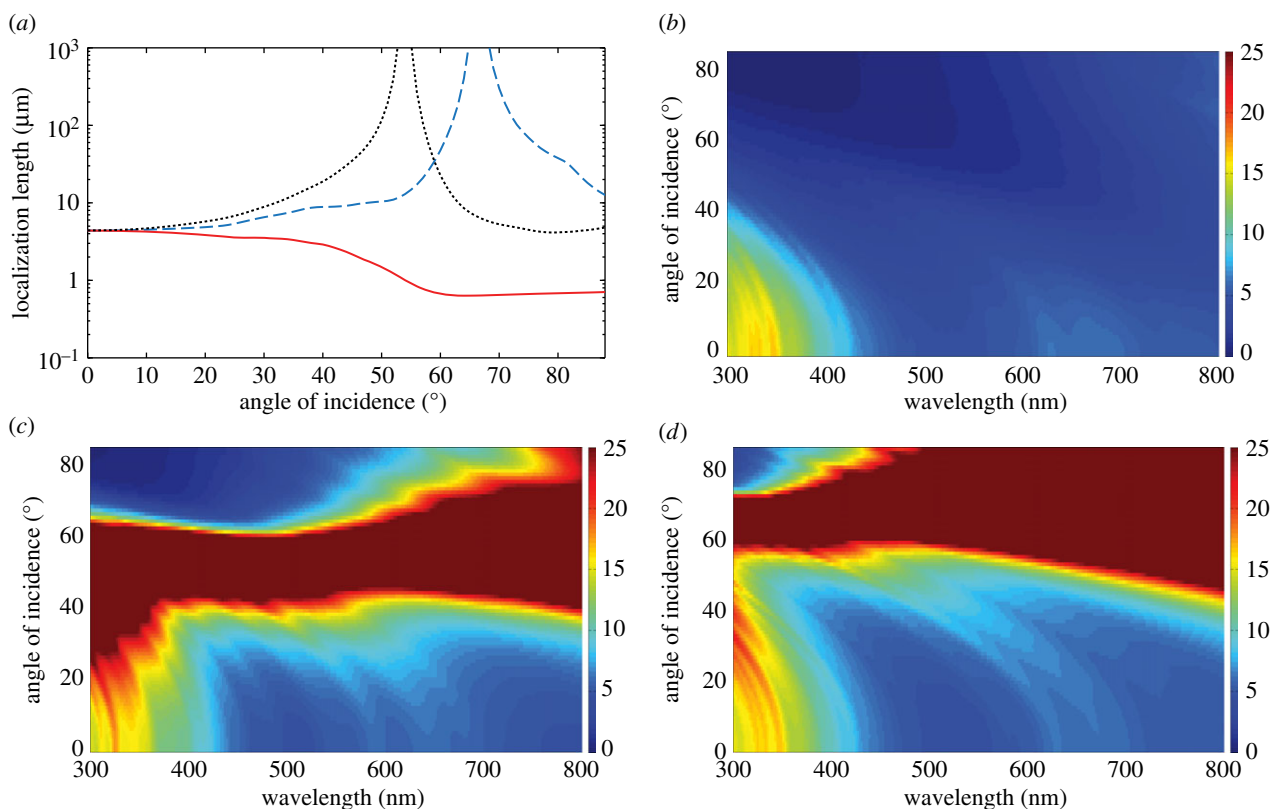 (a)
10³
10²
10
1
10⁻¹
localization length (µm)
0 10 20 30 40 50 60 70 80
angle of incidence (°)
(b)
80
60
40
20
0
angle of incidence (°)
300 400 500 600 700 800
wavelength (nm)
25
20
15
10
5
0
(c)
80
60
40
20
0
angle of incidence (°)
300 400 500 600 700 800
wavelength (nm)
25
20
15
10
5
0
(d)
80
60
40
20
0
angle of incidence (°)
300 400 500 600 700 800
wavelength (nm)
25
20
15
10
5
0